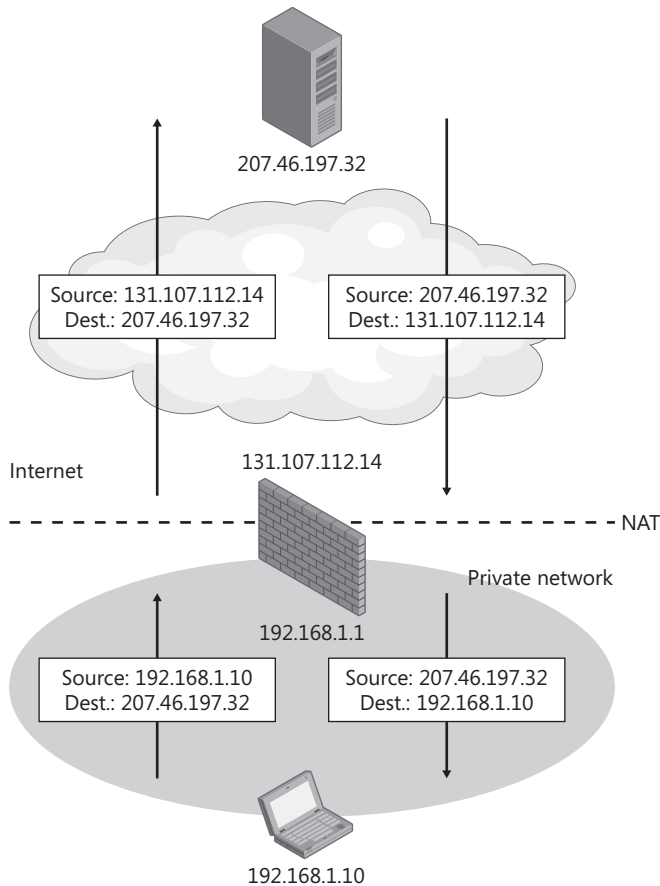 207.46.197.32
Source: 131.107.112.14
Dest.: 207.46.197.32
Source: 207.46.197.32
Dest.: 131.107.112.14
Internet
131.107.112.14
NAT
Private network
192.168.1.1
Source: 192.168.1.10
Dest.: 207.46.197.32
Source: 207.46.197.32
Dest.: 192.168.1.10
192.168.1.10